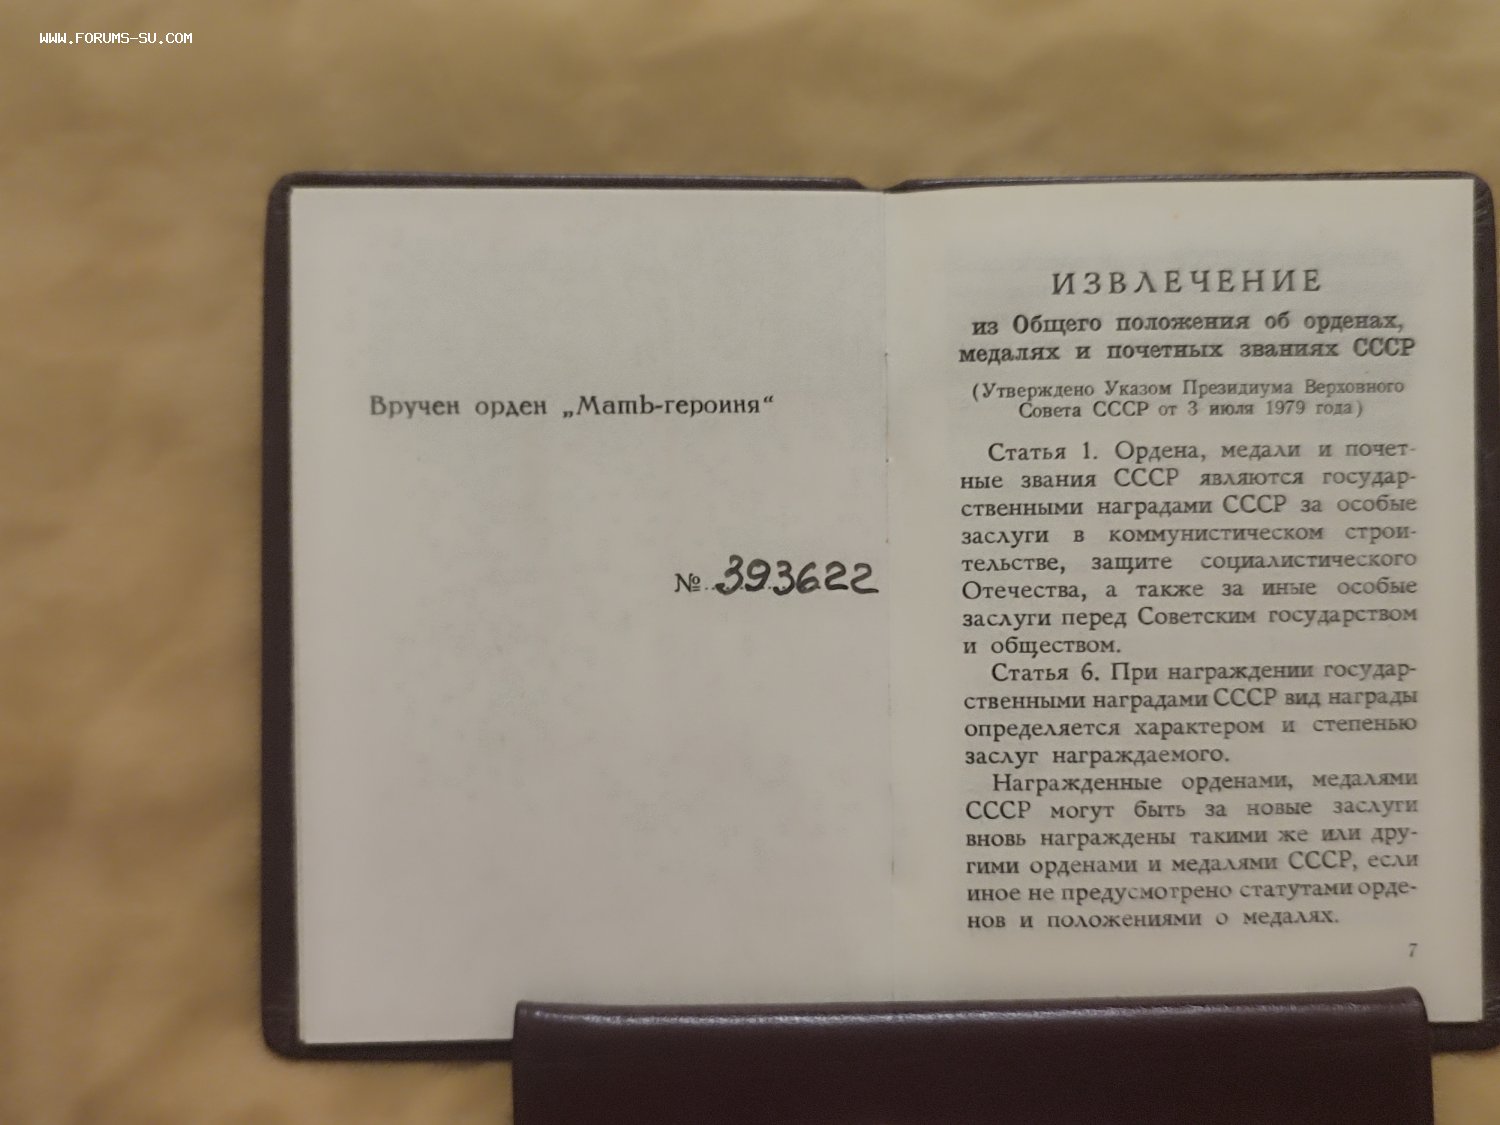 WWW.FORUMS-SU.COM
Вручен орден „Мать-героиня“
№ 393622
ИЗВЛЕЧЕНИЕ
из Общего положения об орденах,
медалях и почетных званиях СССР
(Утверждено Указом Президиума Верховного
Совета СССР от 3 июля 1979 года)
Статья 1. Ордена, медали и почет-
ные звания СССР являются государ-
ственными наградами СССР за особые
заслуги в коммунистическом строи-
тельстве, защите социалистического
Отечества, а также за иные особые
заслуги перед Советским государством
и обществом.
Статья 6. При награждении государ-
ственными наградами СССР вид награды
определяется характером и степенью
заслуг награждаемого.
Награжденные орденами, медалями
СССР могут быть за новые заслуги
вновь награждены такими же или дру-
гими орденами и медалями СССР, если
иное не предусмотрено статутами орде-
нов и положениями о медалях.
7